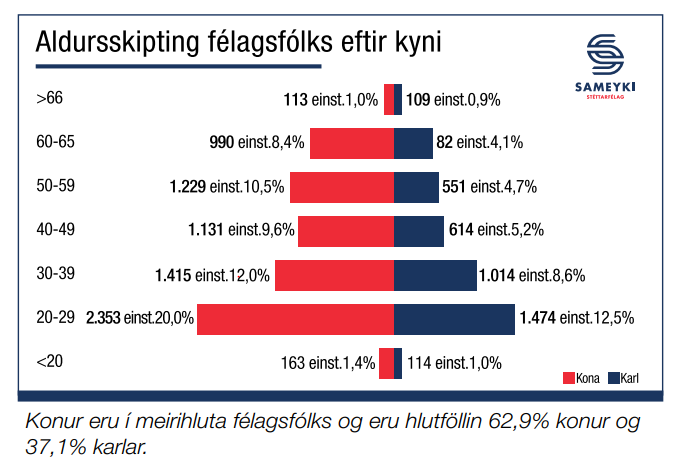 Aldursskipting félagsfólks eftir kyni
SAMEYKI
STÉTTARFÉLAG
>66 113 einst.1,0% 109 einst.0,9%
60-65 990 einst.8,4% 82 einst.4,1%
50-59 1.229 einst.10,5% 551 einst.4,7%
40-49 1.131 einst.9,6% 614 einst.5,2%
30-39 1.415 einst.12,0% 1.014 einst.8,6%
20-29 2.353 einst.20,0% 1.474 einst.12,5%
<20 163 einst.1,4% 114 einst.1,0%
Kona Karl
Konur eru í meirihluta félagsfólks og eru hlutföllin 62,9% konur og
37,1% karlar.